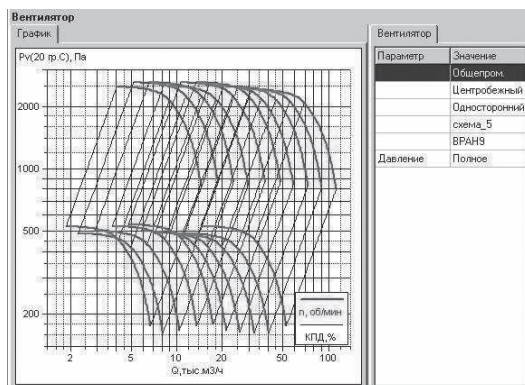 Вентилятор
График
Pv(20 гр.С), Па
2000
1000
500
200
2 5 10 20 50 100
Q,тыс.м3/ч
n, об/мин
КПД,%
Вентилятор
Параметр Значение
Общепром.
Центробежный
Односторонний
схема_5
ВРАН9
Давление Полное